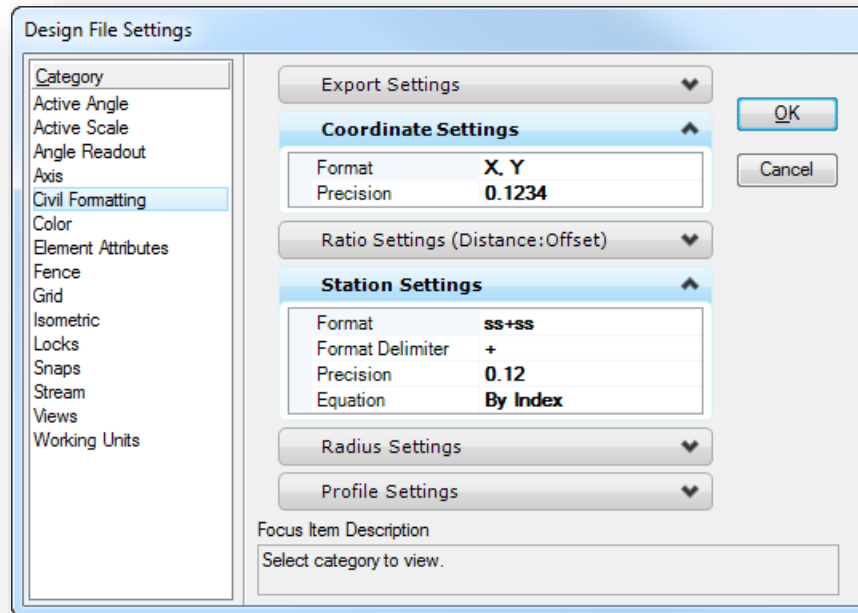 Design File Settings
Category
Active Angle
Active Scale
Angle Readout
Axis
Civil Formatting
Color
Element Attributes
Fence
Grid
Isometric
Locks
Snaps
Stream
Views
Working Units
Export Settings
Coordinate Settings
Format X, Y
Precision 0.1234
Ratio Settings (Distance:Offset)
Station Settings
Format ss+ss
Format Delimiter +
Precision 0.12
Equation By Index
Radius Settings
Profile Settings
Focus Item Description
Select category to view.
OK
Cancel